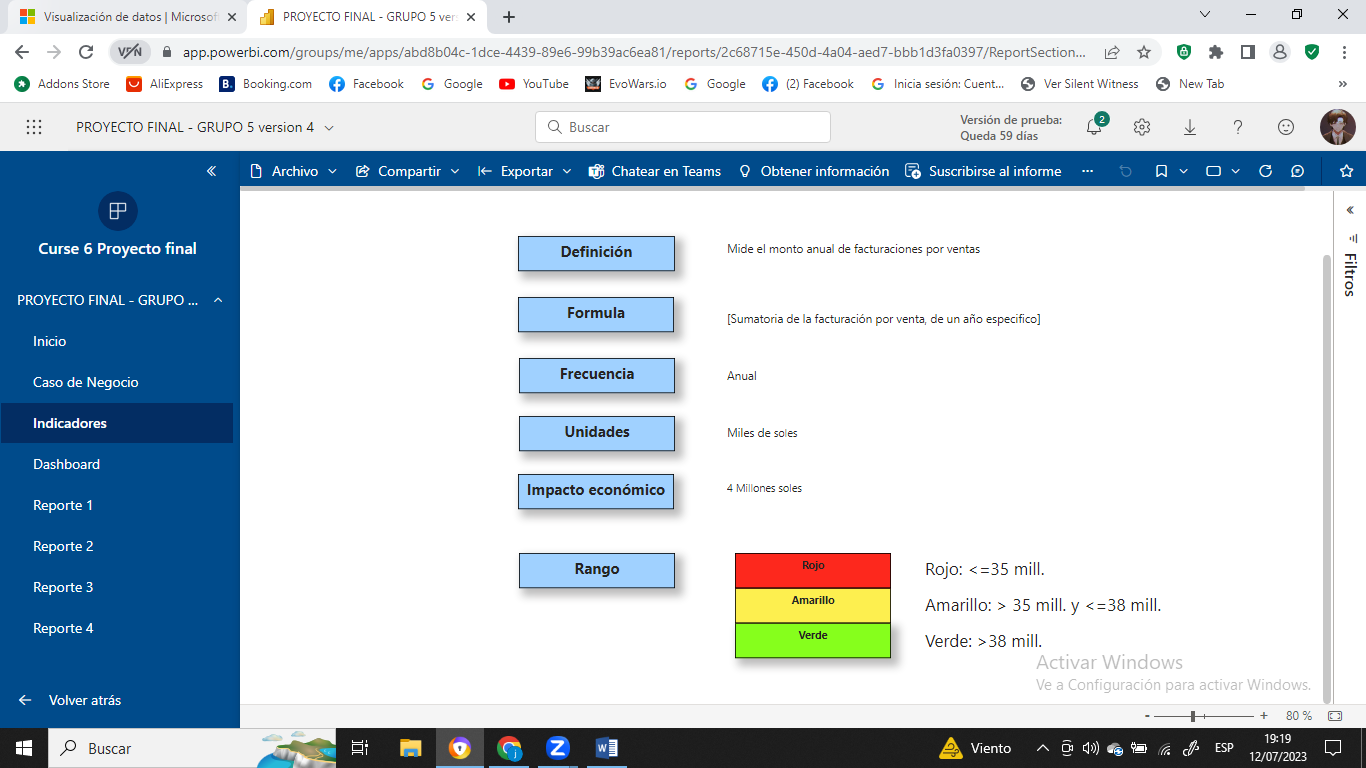 Visualización de datos | Microsof
PROYECTO FINAL - GRUPO 5 ver
VPN
app.powerbi.com/groups/me/apps/abd8b04c-1dce-4439-89e6-99b39ac6ea81/reports/2c68715e-450d-4a04-aed7-bbb1d3fa0397/ReportSection...
Addons Store
AliExpress
Booking.com
Facebook
Google
YouTube
EvoWars.io
Google
(2) Facebook
Inicia sesión: Cuent...
Ver Silent Witness
New Tab
PROYECTO FINAL - GRUPO 5 version 4
Buscar
Versión de prueba:
Queda 59 días
2
Archivo
Compartir
Exportar
Chatear en Teams
Obtener información
Suscribirse al informe
Curse 6 Proyecto final
PROYECTO FINAL - GRUPO ...
Inicio
Caso de Negocio
Indicadores
Dashboard
Reporte 1
Reporte 2
Reporte 3
Reporte 4
Volver atrás
Definición
Mide el monto anual de facturaciones por ventas
Formula
[Sumatoria de la facturación por venta, de un año especifico]
Frecuencia
Anual
Unidades
Miles de soles
Impacto económico
4 Millones soles
Rango
Rojo
Amarillo
Verde
Rojo: <=35 mill.
Amarillo: > 35 mill. y <=38 mill.
Verde: >38 mill.
Filtros
Activar Windows
Ve a Configuración para activar Windows.
- + 80 %
Buscar
Viento
ESP
19:19
12/07/2023